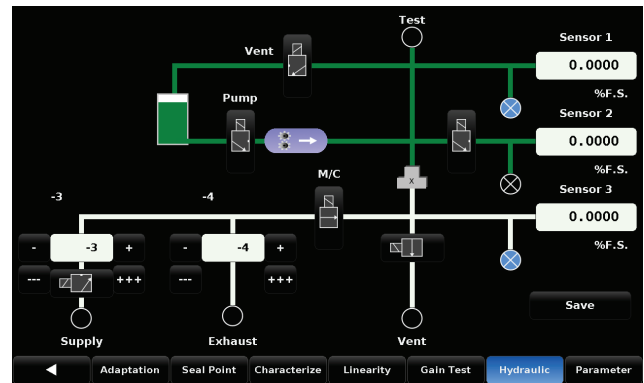 Test
Sensor 1
Vent
0.0000
%F.S.
Pump
Sensor 2
0.0000
%F.S.
M/C
Sensor 3
-3
-4
0.0000
- -3 +
- -4 +
%F.S.
--- +++
--- +++
Save
Supply
Exhaust
Vent
Adaptation
Seal Point
Characterize
Linearity
Gain Test
Hydraulic
Parameter